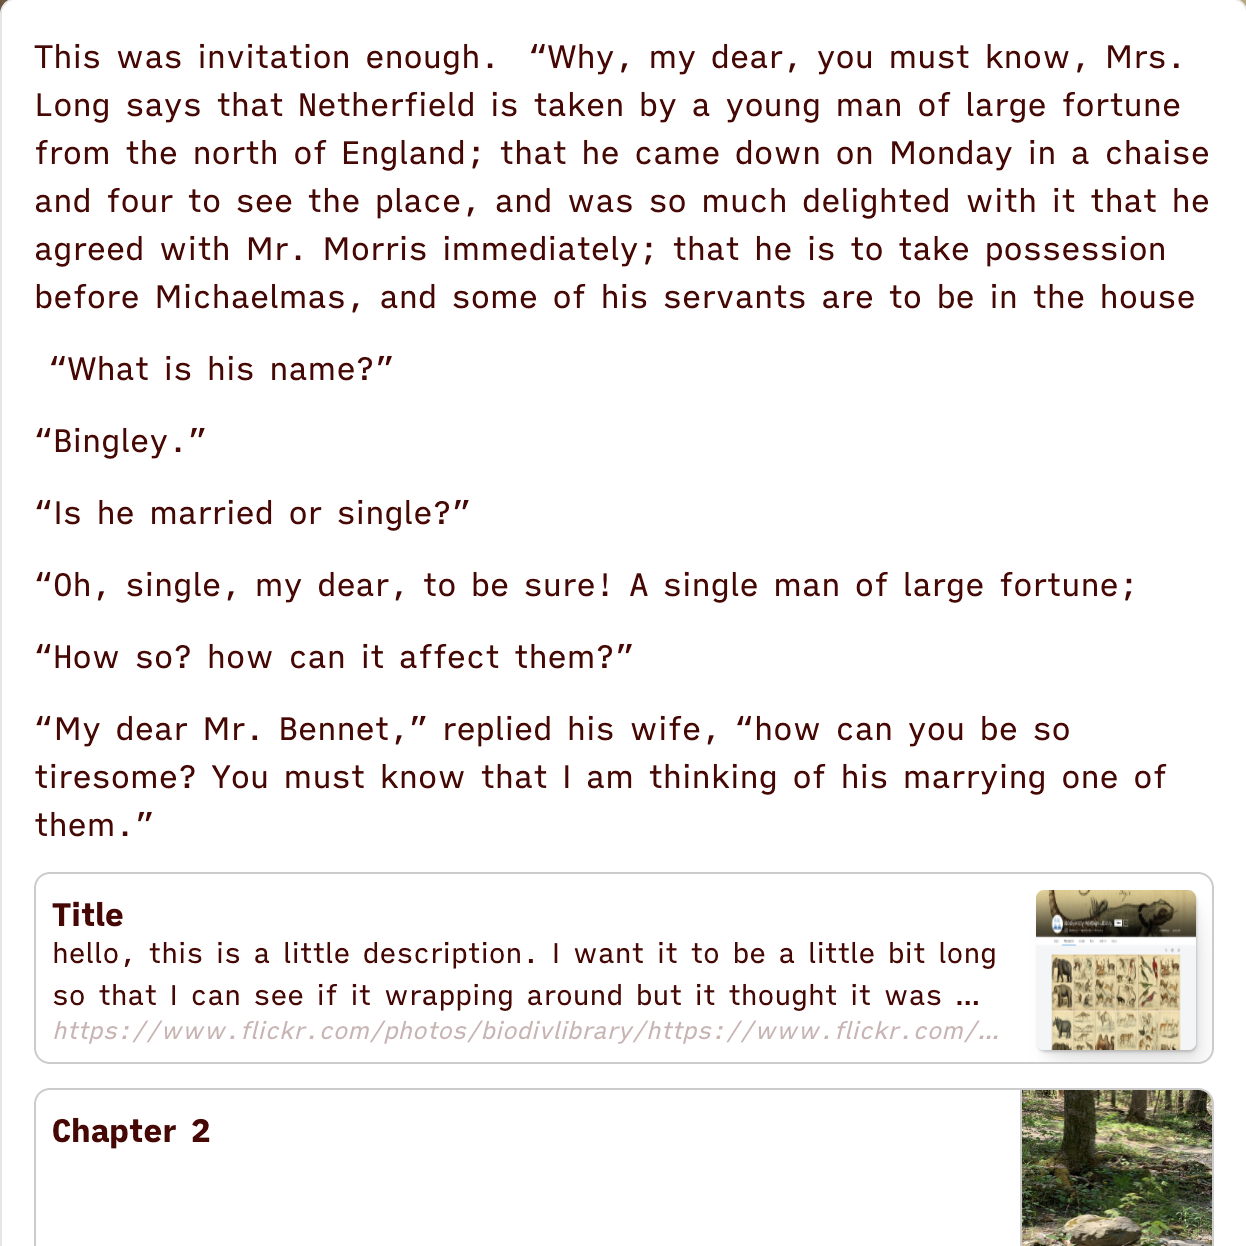 This was invitation enough.  “Why, my dear, you must know, Mrs.
Long says that Netherfield is taken by a young man of large fortune
from the north of England; that he came down on Monday in a chaise
and four to see the place, and was so much delighted with it that he
agreed with Mr. Morris immediately; that he is to take possession
before Michaelmas, and some of his servants are to be in the house
“What is his name?”
“Bingley.”
“Is he married or single?”
“Oh, single, my dear, to be sure! A single man of large fortune;
“How so? how can it affect them?”
“My dear Mr. Bennet,” replied his wife, “how can you be so
tiresome? You must know that I am thinking of his marrying one of
them.”
Title
hello, this is a little description. I want it to be a little bit long
so that I can see if it wrapping around but it thought it was …
https://www.flickr.com/photos/biodivlibrary/https://www.flickr.com/…
Chapter 2